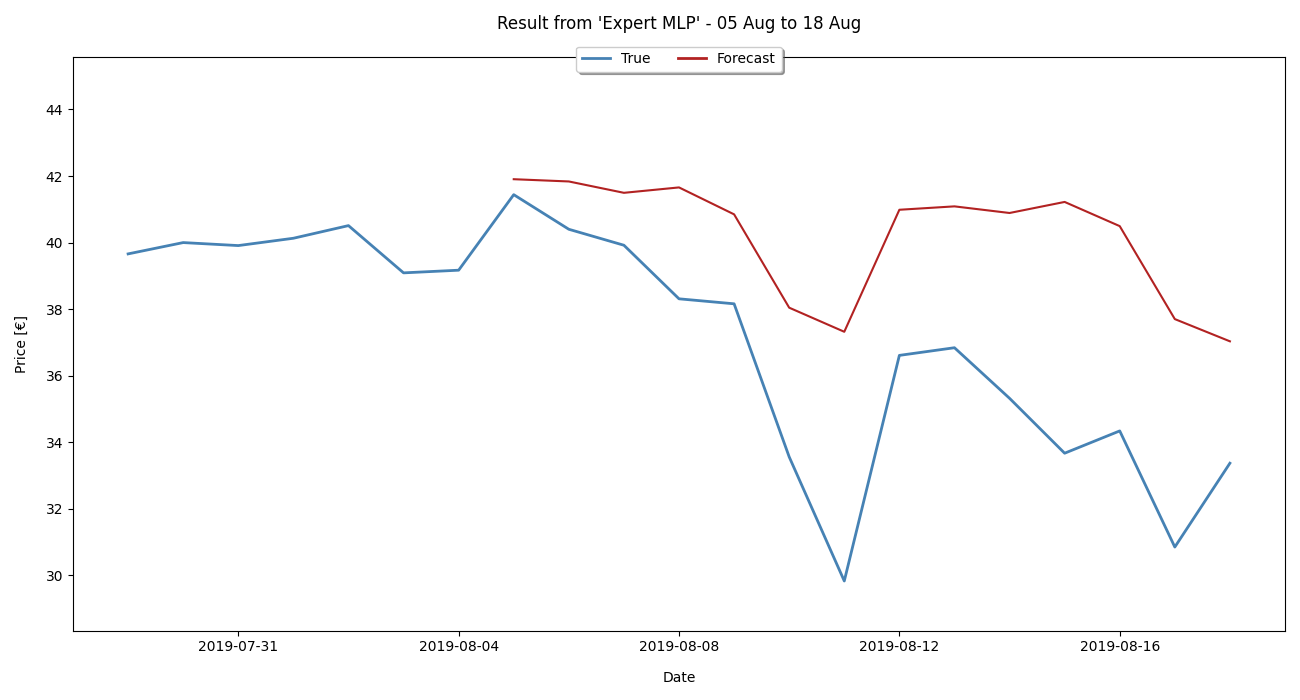 Result from 'Expert MLP' - 05 Aug to 18 Aug
True Forecast
44
42
40
38
36
34
32
30
Price [€]
2019-07-31 2019-08-04 2019-08-08 2019-08-12 2019-08-16
Date